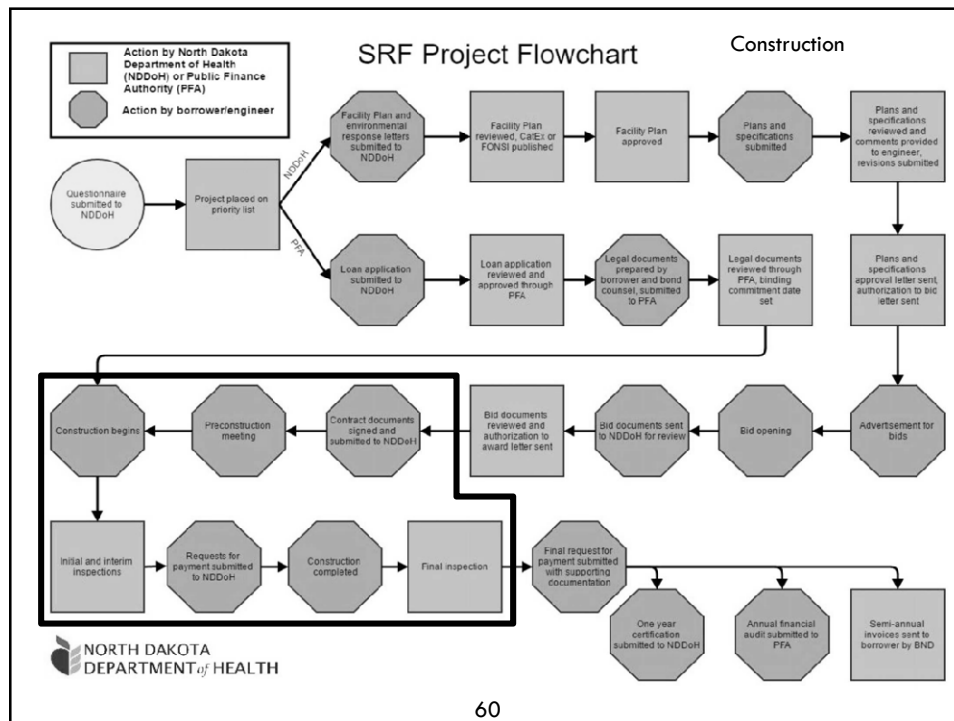 SRF Project Flowchart
Construction
Action by North Dakota
Department of Health
(NDDoH) or Public Finance
Authority (PFA)
Action by borrower/engineer
Questionnaire
submitted to
NDDoH
Project placed on
priority list
NDDoH
PFA
Facility Plan and
environmental
response letters
submitted to
NDDoH
Facility Plan
reviewed, CatEx or
FONSI published
Facility Plan
approved
Plans and
specifications
submitted
Plans and
specifications
reviewed and
comments provided
to engineer,
revisions submitted
Loan application
submitted to
NDDoH
Loan application
reviewed and
approved through
PFA
Legal documents
prepared by
borrower and bond
counsel, submitted
to PFA
Legal documents
reviewed through
PFA, binding
commitment date
set
Plans and
specifications
approval letter sent,
authorization to bid
letter sent
Construction begins
Preconstruction
meeting
Contract documents
signed and
submitted to NDDoH
Bid documents
reviewed and
authorization to
award letter sent
Bid documents sent
to NDDoH for review
Bid opening
Advertisement for
bids
Initial and interim
inspections
Requests for
payment submitted
to NDDoH
Construction
completed
Final inspection
Final request for
payment submitted
with supporting
documentation
One year
certification
submitted to NDDoH
Annual financial
audit submitted to
PFA
Semi-annual
invoices sent to
borrower by BND
NORTH DAKOTA
DEPARTMENT of HEALTH
60